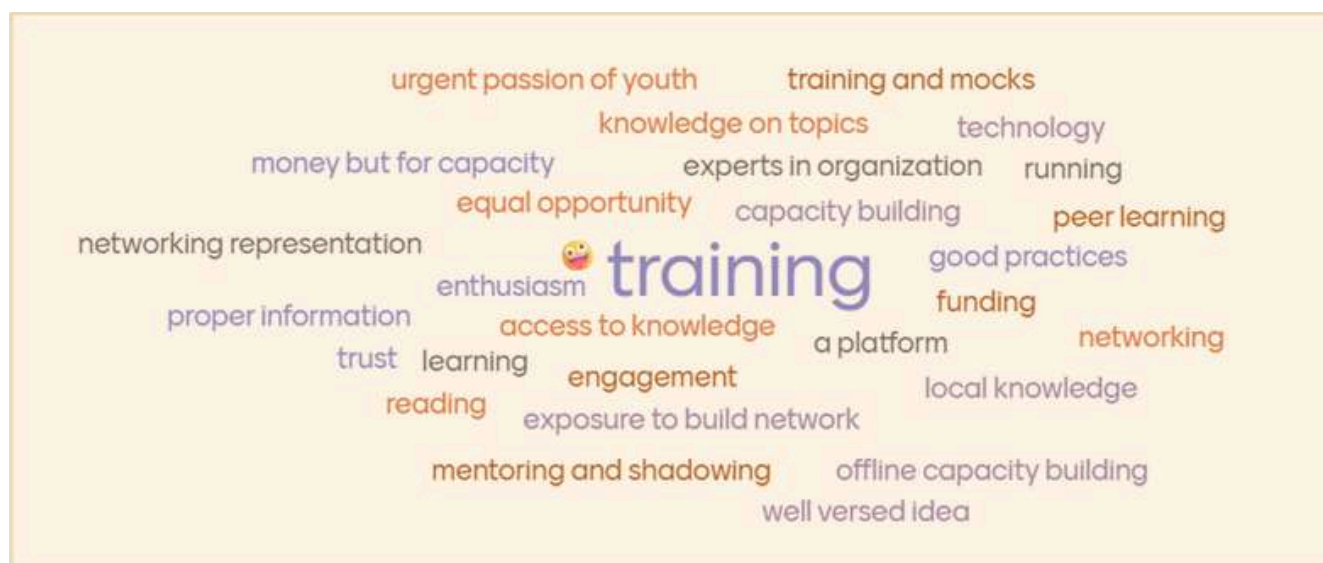 urgent passion of youth
training and mocks
knowledge on topics
technology
money but for capacity
experts in organization
running
equal opportunity
capacity building
peer learning
networking representation
training
good practices
enthusiasm
funding
proper information
access to knowledge
a platform
networking
trust
learning
engagement
local knowledge
reading
exposure to build network
mentoring and shadowing
offline capacity building
well versed idea